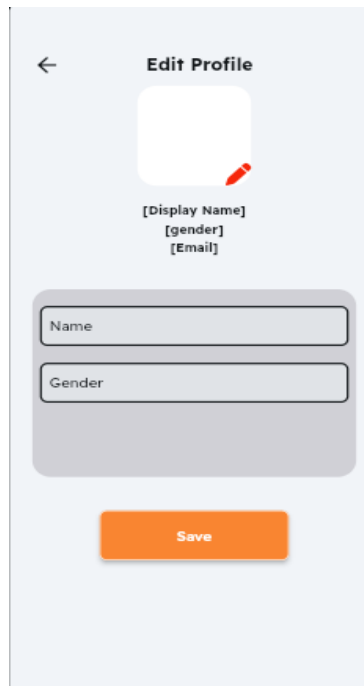 Edit Profile
[Display Name]
[gender]
[Email]
Name
Gender
Save